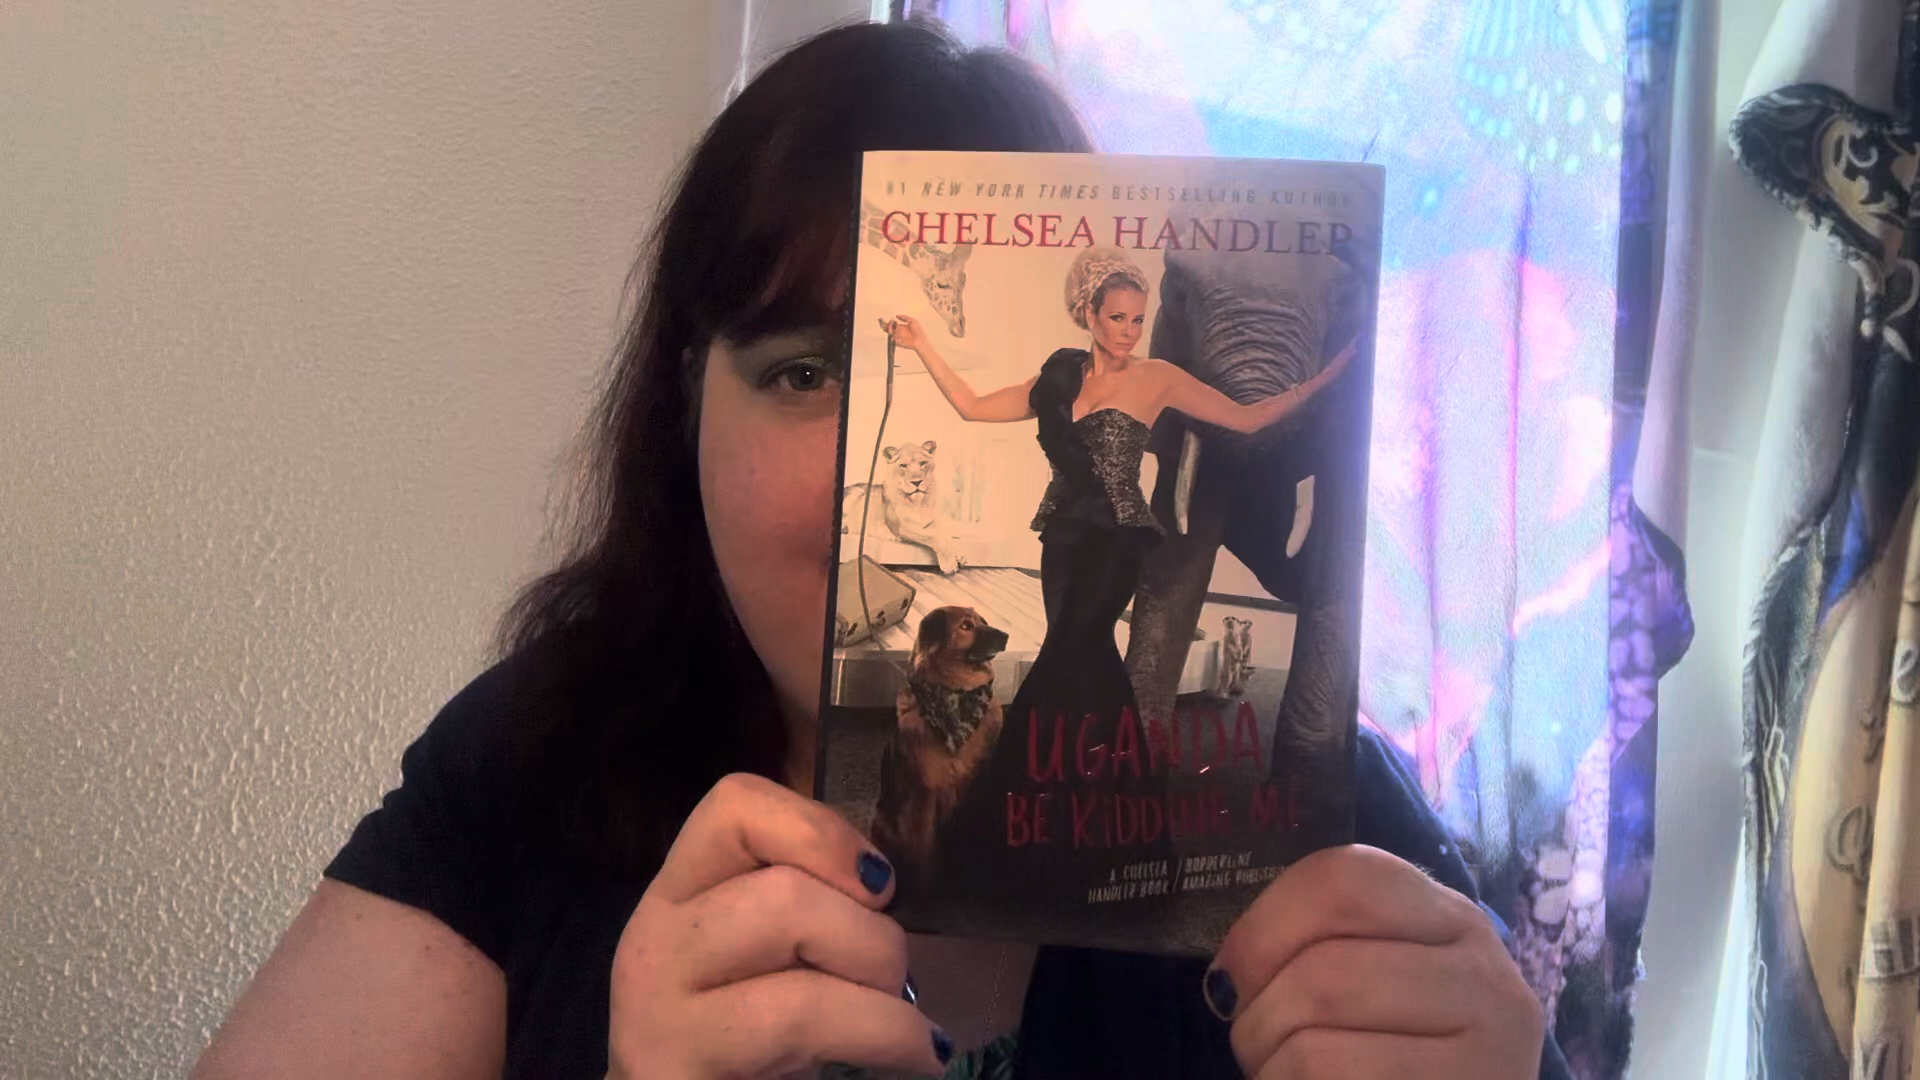 #1 NEW YORK TIMES BESTSELLING AUTHOR
CHELSEA HANDLER
UGANDA
BE KIDDING ME
A CHELSEA / BORDERLINE
HANDLER BOOK / AMAZING PUBLISHING